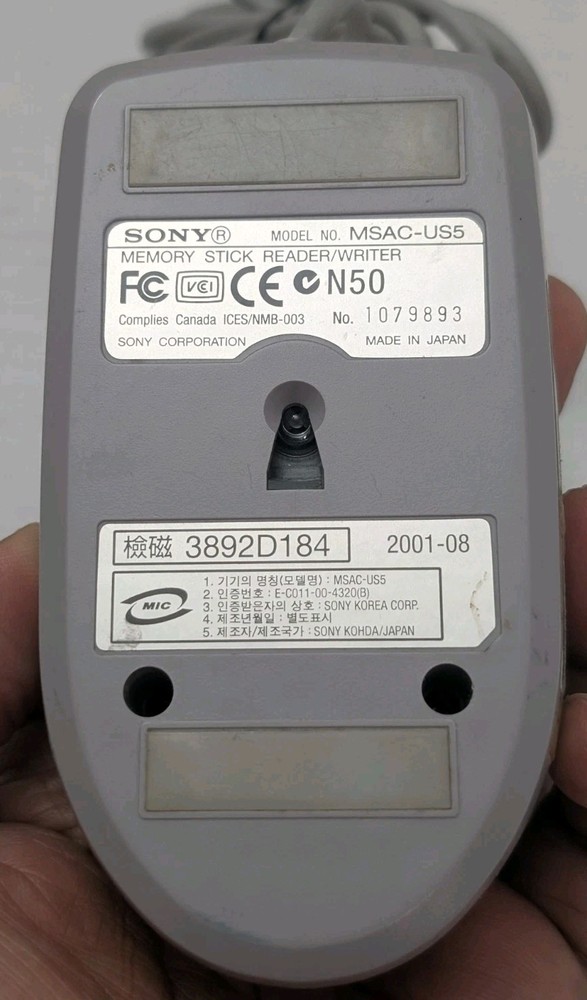 SONY® MODEL NO. MSAC-US5
MEMORY STICK READER/WRITER
FC VCI CE N50
Complies Canada ICES/NMB-003 No. 1079893
SONY CORPORATION MADE IN JAPAN
檢磁 3892D184 2001-08
MIC
1. 기기의 명칭(모델명) : MSAC-US5
2. 인증번호 : E-C011-00-4320(B)
3. 인증받은자의 상호 : SONY KOREA CORP.
4. 제조년월일 : 별도표시
5. 제조자/제조국가 : SONY KOHDA/JAPAN